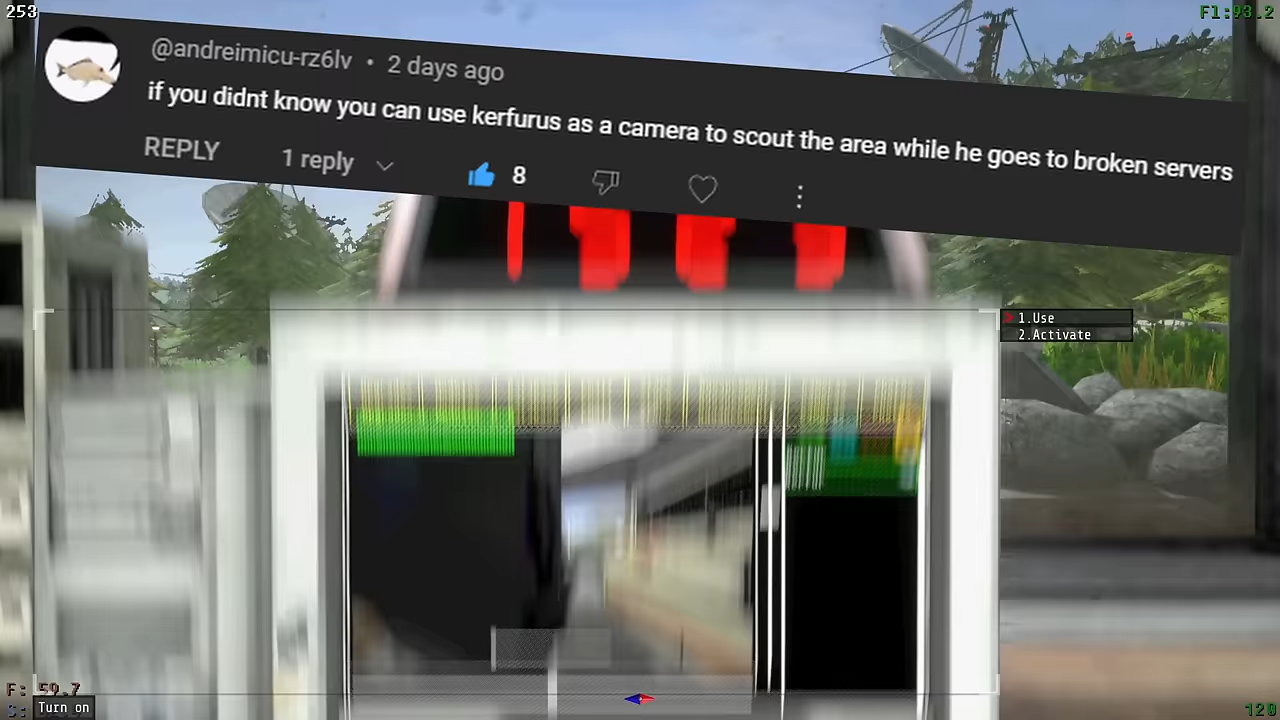 253
F1:93.2
@andreimicu-rz6lv • 2 days ago
if you didnt know you can use kerfurus as a camera to scout the area while he goes to broken servers
REPLY
1 reply
8
1.Use
2.Activate
F: 59.7
S:
Turn on
120